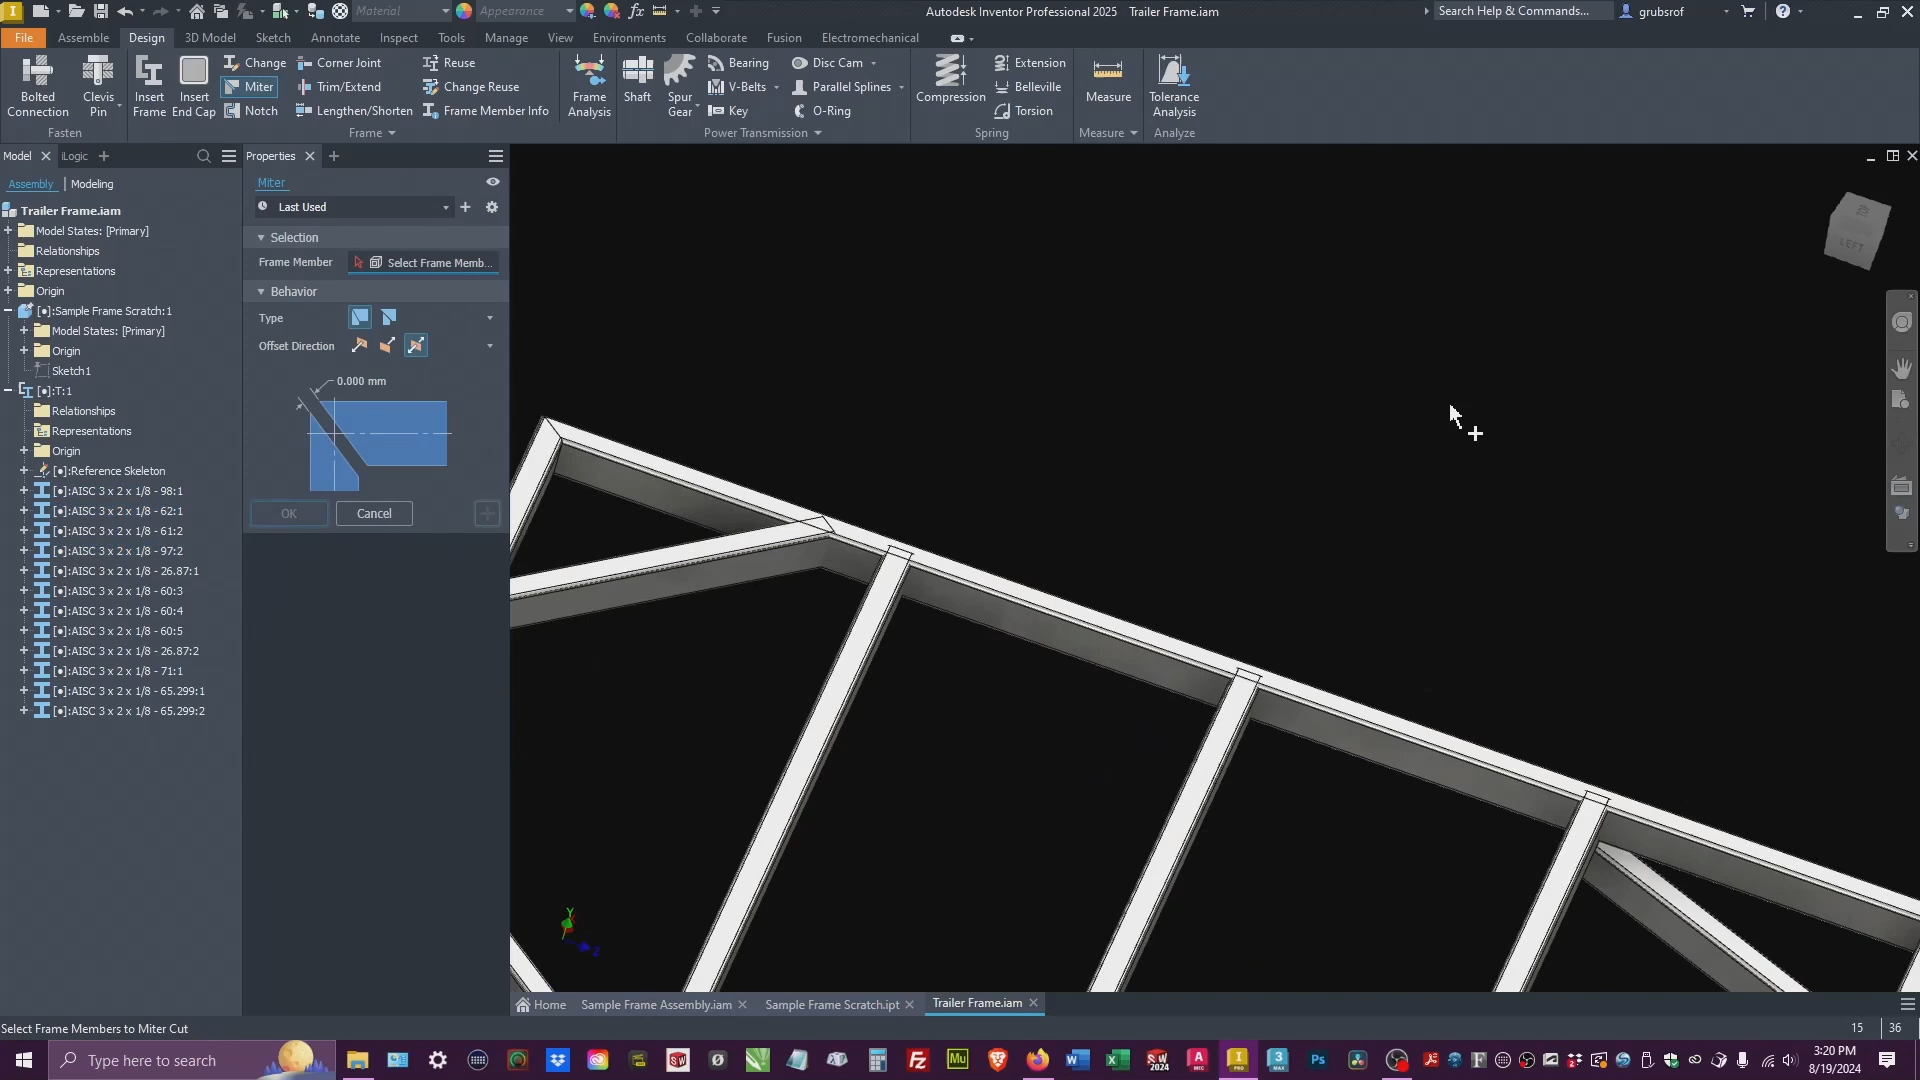 Material
Appearance
Autodesk Inventor Professional 2025 Trailer Frame.iam
Search Help & Commands...
grubsrof
File
Assemble
Design
3D Model
Sketch
Annotate
Inspect
Tools
Manage
View
Environments
Collaborate
Fusion
Electromechanical
Bolted
Connection
Clevis
Pin
Fasten
Insert
Frame
Insert
End Cap
Change
Miter
Notch
Corner Joint
Trim/Extend
Lengthen/Shorten
Reuse
Change Reuse
Frame Member Info
Frame
Frame
Analysis
Shaft
Spur
Gear
Bearing
V-Belts
Key
Disc Cam
Parallel Splines
O-Ring
Power Transmission
Compression
Extension
Belleville
Torsion
Spring
Measure
Measure
Tolerance
Analysis
Analyze
Model
iLogic
Assembly
Modeling
Trailer Frame.iam
Model States: [Primary]
Relationships
Representations
Origin
[•]:Sample Frame Scratch:1
Model States: [Primary]
Origin
Sketch1
[•]:T:1
Relationships
Representations
Origin
[•]:Reference Skeleton
[•]:AISC 3 x 2 x 1/8 - 98:1
[•]:AISC 3 x 2 x 1/8 - 62:1
[•]:AISC 3 x 2 x 1/8 - 61:2
[•]:AISC 3 x 2 x 1/8 - 97:2
[•]:AISC 3 x 2 x 1/8 - 26.87:1
[•]:AISC 3 x 2 x 1/8 - 60:3
[•]:AISC 3 x 2 x 1/8 - 60:4
[•]:AISC 3 x 2 x 1/8 - 60:5
[•]:AISC 3 x 2 x 1/8 - 26.87:2
[•]:AISC 3 x 2 x 1/8 - 71:1
[•]:AISC 3 x 2 x 1/8 - 65.299:1
[•]:AISC 3 x 2 x 1/8 - 65.299:2
Properties
Miter
Last Used
Selection
Frame Member
Select Frame Memb...
Behavior
Type
Offset Direction
0.000 mm
OK
Cancel
LEFT
Y
Z
Home
Sample Frame Assembly.iam
Sample Frame Scratch.ipt
Trailer Frame.iam
Select Frame Members to Miter Cut
15
36
Type here to search
3:20 PM
8/19/2024